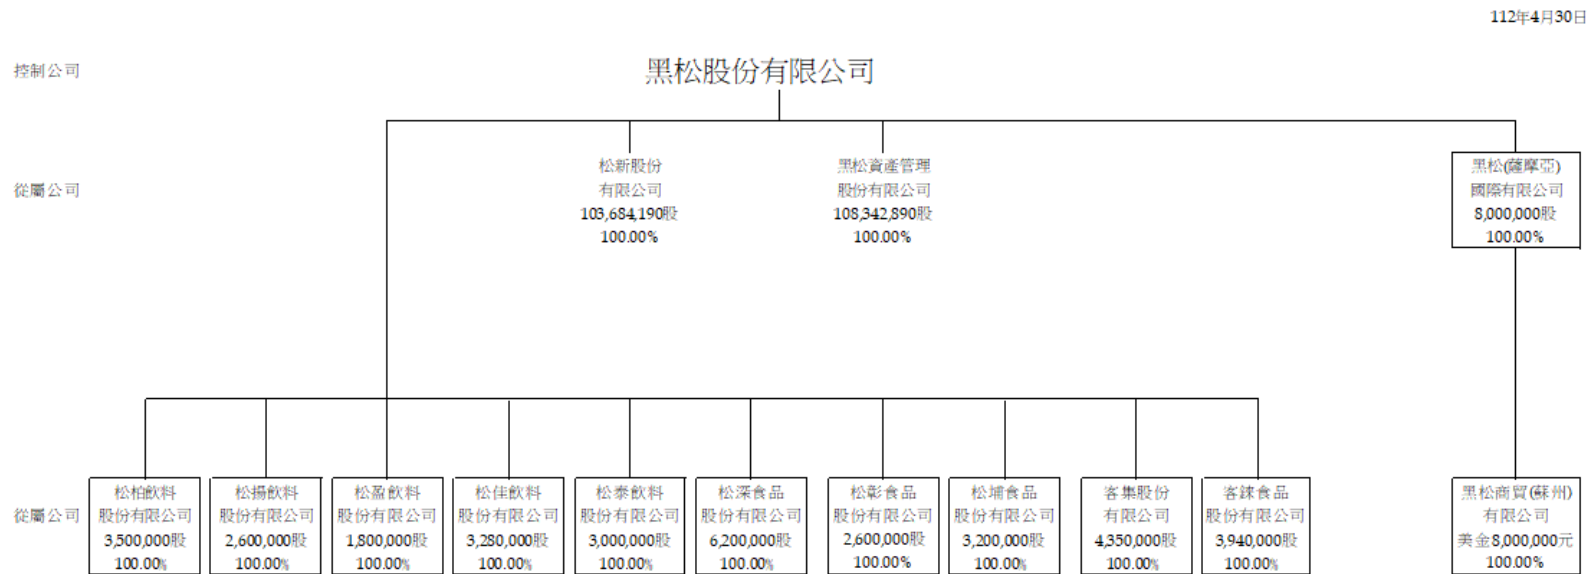 112年4月30日
控制公司
黑松股份有限公司
從屬公司
松新股份
有限公司
103,684,190股
100.00%
黑松資產管理
股份有限公司
108,342,890股
100.00%
黑松(薩摩亞)
國際有限公司
8,000,000股
100.00%
從屬公司
松柏飲料
股份有限公司
3,500,000股
100.00%
松揚飲料
股份有限公司
2,600,000股
100.00%
松盈飲料
股份有限公司
1,800,000股
100.00%
松佳飲料
股份有限公司
3,280,000股
100.00%
松泰飲料
股份有限公司
3,000,000股
100.00%
松深食品
股份有限公司
6,200,000股
100.00%
松彰食品
股份有限公司
2,600,000股
100.00%
松埔食品
股份有限公司
3,200,000股
100.00%
客集股份
有限公司
4,350,000股
100.00%
客錸食品
股份有限公司
3,940,000股
100.00%
黑松商貿(蘇州)
有限公司
美金8,000,000元
100.00%